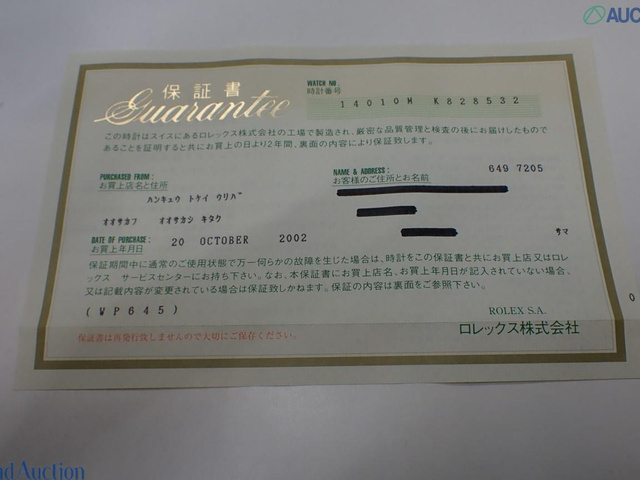 AUC
保証書
Guarantee
WATCH NO.
時計番号
14010M K828532
この時計はスイスにあるロレックス株式会社の工場で製造され、厳密な品質管理と検査の後にお届けしたもので
あることを証明すると共にお買上の日より2年間、裏面の内容により保証致します。
PURCHASED FROM:
お買上店名と住所
ハンキュウ トケイ ウリバ
オオサカフ オオサカシ キタク
NAME & ADDRESS:
お客様のご住所とお名前
649 7205
サマ
DATE OF PURCHASE:
お買上年月日
20 OCTOBER 2002
保証期間中に通常のご使用状態で万一何らかの故障を生じた場合は、時計をこの保証書と共にお買上店又はロレ
ックス サービスセンターにお持ち下さい。なお、本保証書にお買上店名、お買上年月日が記入されていない場合、
又は記載内容が変更されている場合は保証致しかねます。保証の内容は裏面をご参照下さい。
(WP645)
ROLEX S.A.
ロレックス株式会社
保証書は再発行致しませんので大切にご保存ください。
0
nd Auction